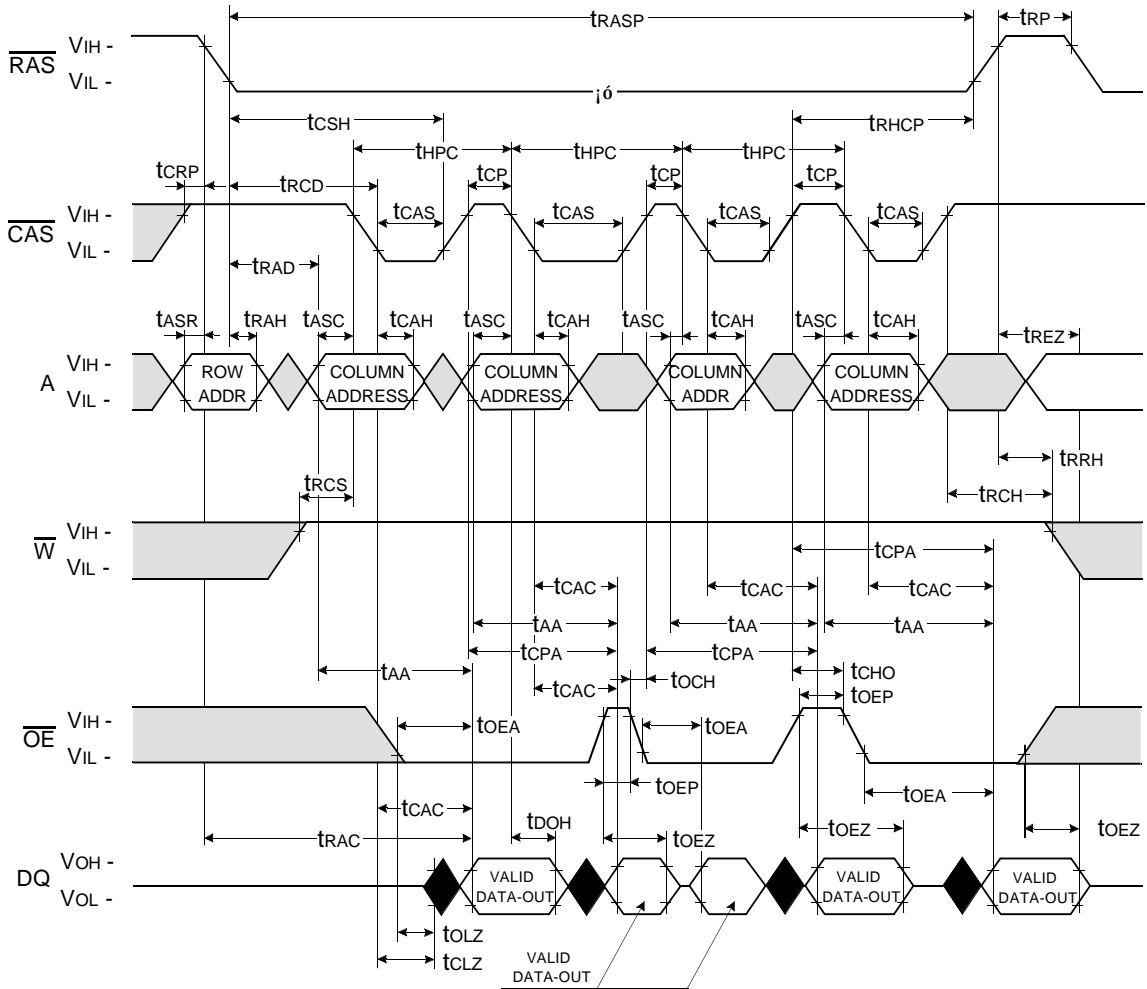 tRASP tRP
RAS VIH -
VIL -
¡ó
tCSH tRHCP
tHPC tHPC tHPC
tCRP tRCD tCP tCP tCP
CAS VIH -
VIL -
tCAS tCAS tCAS tCAS
tRAD
tASR tRAH tASC tCAH tASC tCAH tASC tCAH tASC tCAH tREZ
A VIH -
VIL -
ROW
ADDR
COLUMN
ADDRESS
COLUMN
ADDRESS
COLUMN
ADDR
COLUMN
ADDRESS
tRRH
tRCS tRCH
W VIH -
VIL -
tCPA
tCAC tCAC tCAC
tAA tAA tAA
tCPA tCPA
tAA tCHO
tCAC tOCH tOEP
OE VIH -
VIL -
tOEA tOEA
tOEP tOEA
tCAC
tRAC tDOH tOEZ tOEZ tOEZ
DQ VOH -
VOL -
VALID
DATA-OUT
VALID
DATA-OUT
VALID
DATA-OUT
tOLZ
tCLZ
VALID
DATA-OUT